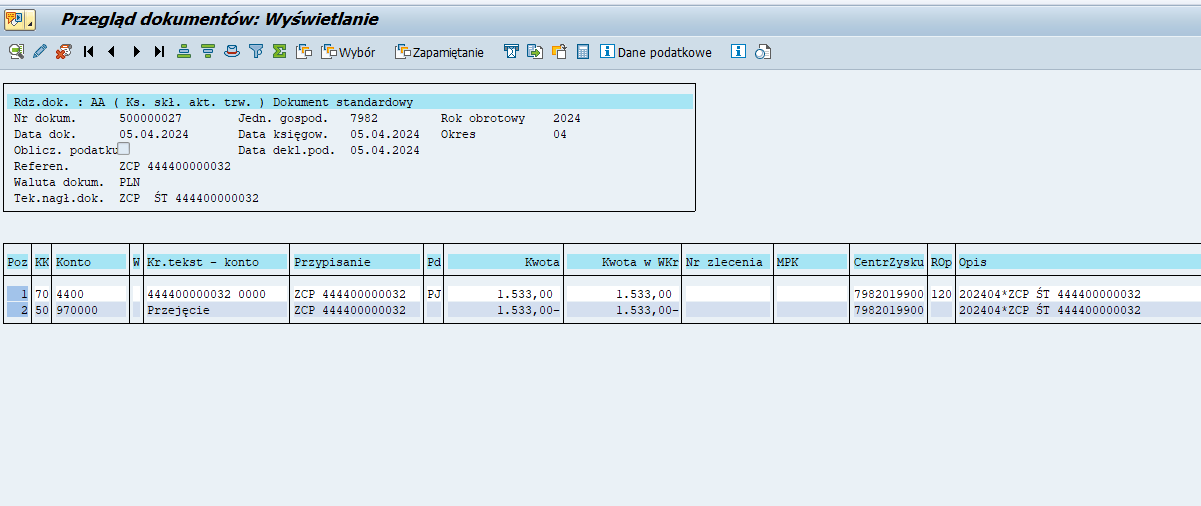 Przegląd dokumentów: Wyświetlanie
Wybór Zapamiętanie Dane podatkowe
Rdz.dok. : AA ( Ks. skł. akt. trw. ) Dokument standardowy
Nr dokum. 500000027 Jedn. gospod. 7982 Rok obrotowy 2024
Data dok. 05.04.2024 Data księgow. 05.04.2024 Okres 04
Oblicz. podatku Data dekl.pod. 05.04.2024
Referen. ZCP 444400000032
Waluta dokum. PLN
Tek.nagł.dok. ZCP ŚT 444400000032
Poz KK Konto W Kr.tekst - konto Przypisanie Pd Kwota Kwota w WKr Nr zlecenia MPK CentrZysku ROp Opis
1 70 4400 444400000032 0000 ZCP 444400000032 PJ 1.533,00 1.533,00 7982019900 120 202404*ZCP ŚT 444400000032
2 50 970000 Przejęcie ZCP 444400000032 1.533,00- 1.533,00- 7982019900 202404*ZCP ŚT 444400000032